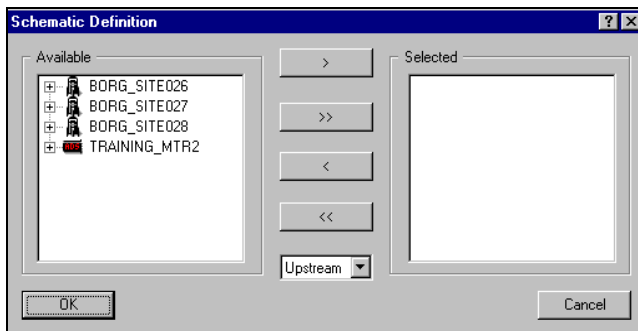 Schematic Definition
Available
BORG_SITE026
BORG_SITE027
BORG_SITE028
TRAINING_MTR2
>
>>
<
<<
Upstream
Selected
OK
Cancel